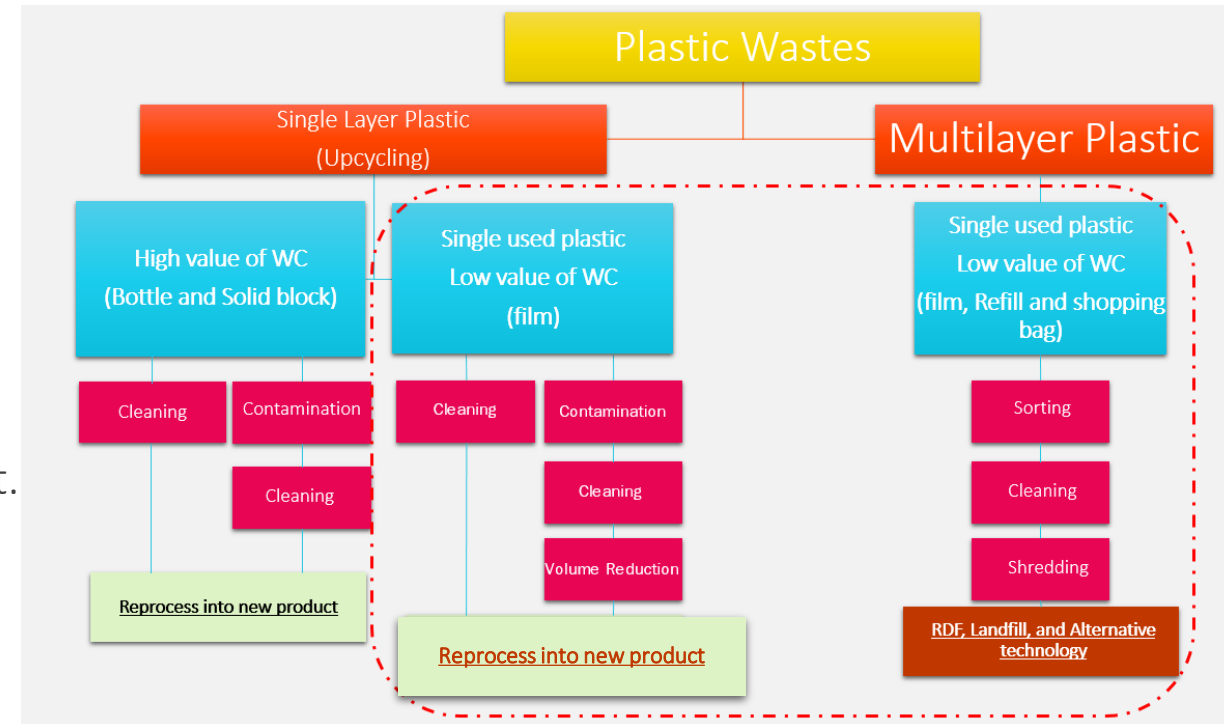 Plastic Wastes
Single Layer Plastic
(Upcycling)
Multilayer Plastic
High value of WC
(Bottle and Solid block)
Single used plastic
Low value of WC
(film)
Single used plastic
Low value of WC
(film, Refill and shopping
bag)
Cleaning
Contamination
Cleaning
Contamination
Sorting
Cleaning
Cleaning
Cleaning
Volume Reduction
Shredding
t.
Reprocess into new product
Reprocess into new product
RDF, Landfill, and Alternative
technology